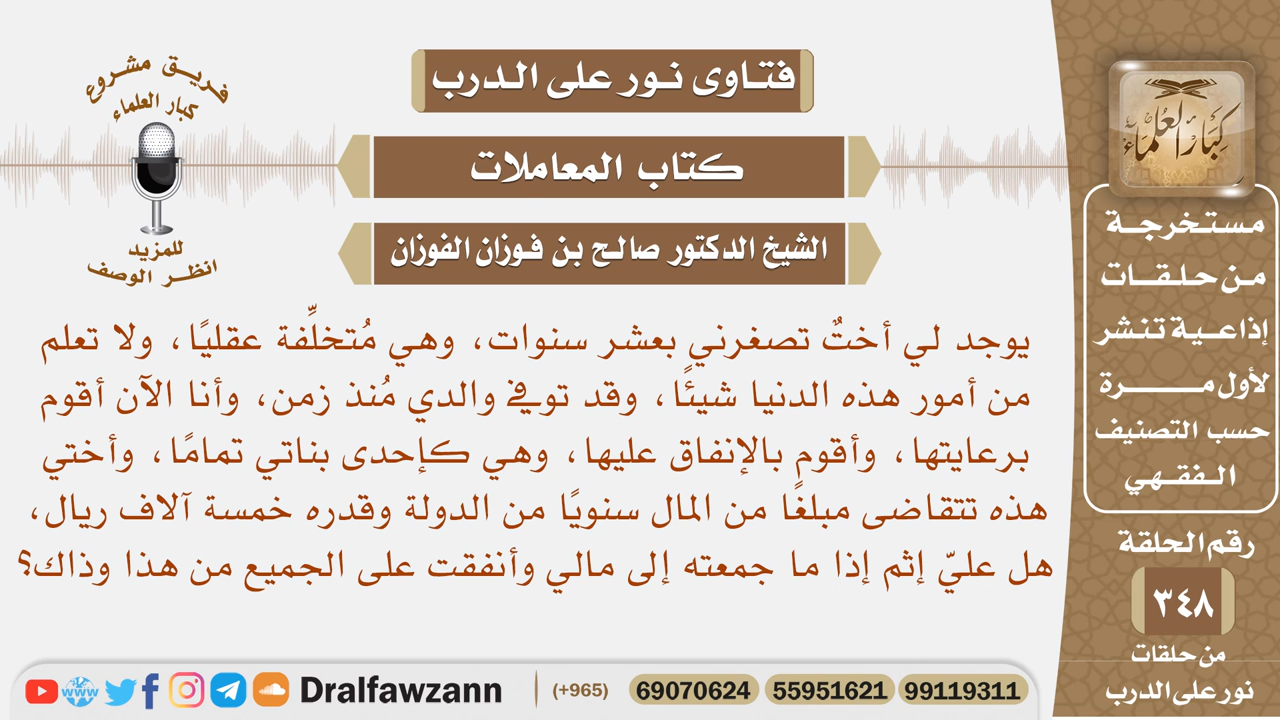 فتاوى نور على الدرب
كتاب المعاملات
الشيخ الدكتور صالح بن فوزان الفوزان
فريق مشروع
كبار العلماء
للمزيد
انظر الوصف
يوجد لي أختٌ تصغرني بعشر سنوات، وهي مُتخلِّفة عقليًا، ولا تعلم
من أمور هذه الدنيا شيئًا، وقد توفي والدي مُنذ زمن، وأنا الآن أقوم
برعايتها، وأقوم بالإنفاق عليها، وهي كإحدى بناتي تمامًا، وأختي
هذه تتقاضى مبلغًا من المال سنويًا من الدولة وقدره خمسة آلاف ريال،
هل عليّ إثم إذا ما جمعته إلى مالي وأنفقت على الجميع من هذا وذاك؟
كبار العلماء
مستخرجة
من حلقات
إذاعية تنشر
لأول مرة
حسب التصنيف
الفقهي
رقم الحلقة
٣٤٨
من حلقات
نور على الدرب
www Dralfawzann (+965) 69070624 55951621 99119311